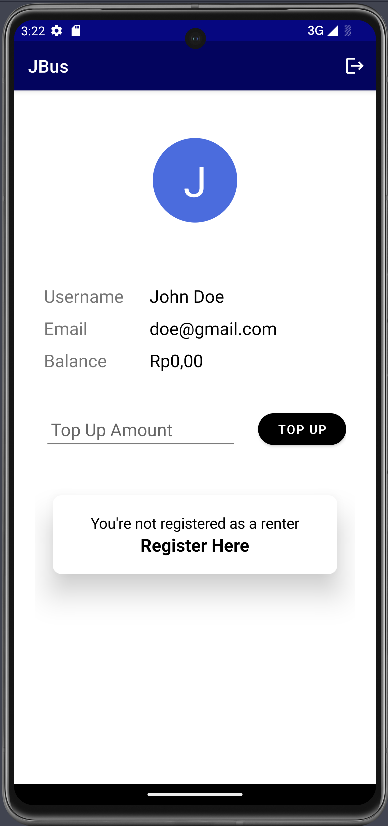 3:22 3G
JBus
J
Username John Doe
Email doe@gmail.com
Balance Rp0,00
Top Up Amount TOP UP
You're not registered as a renter
Register Here